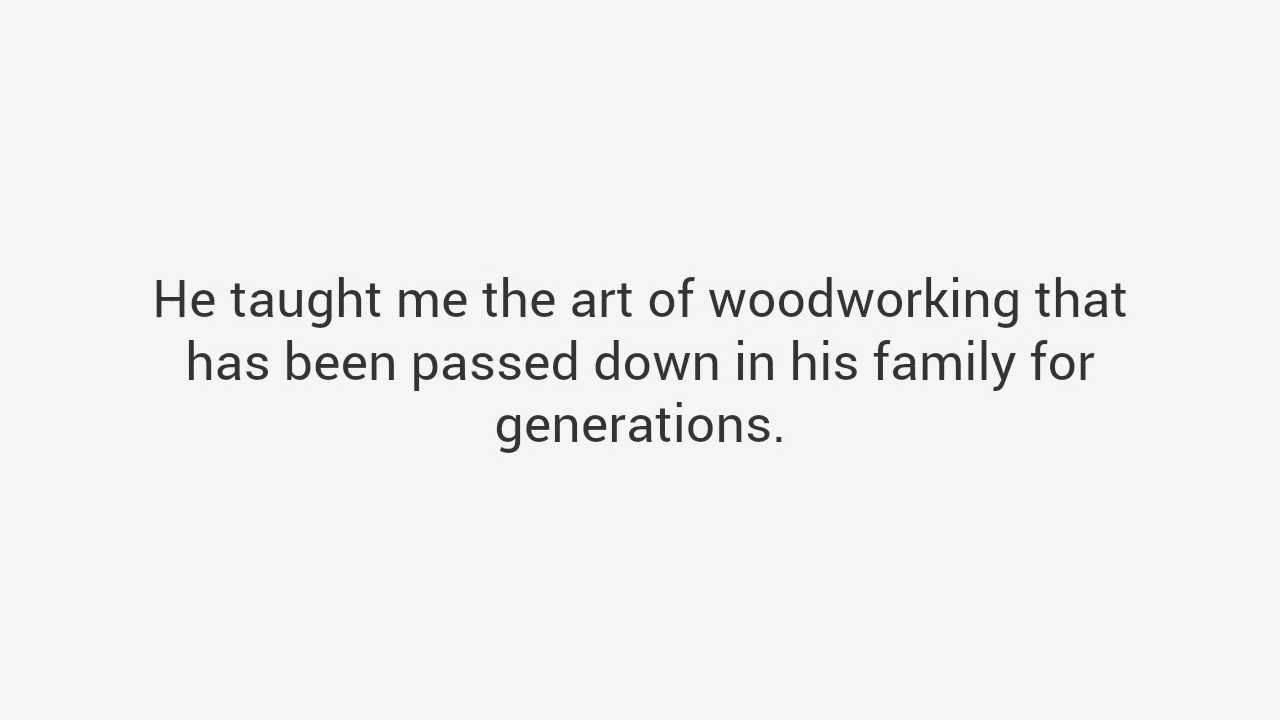 He taught me the art of woodworking that
has been passed down in his family for
generations.